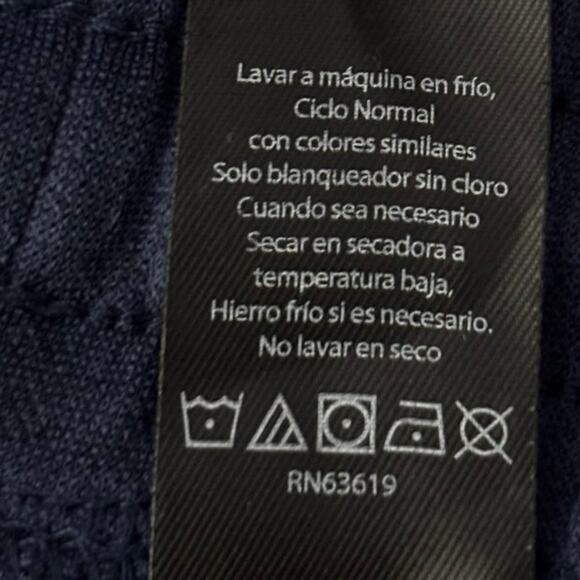 Lavar a máquina en frío,
Ciclo Normal
con colores similares
Solo blanqueador sin cloro
Cuando sea necesario
Secar en secadora a
temperatura baja,
Hierro frío si es necesario.
No lavar en seco
RN63619